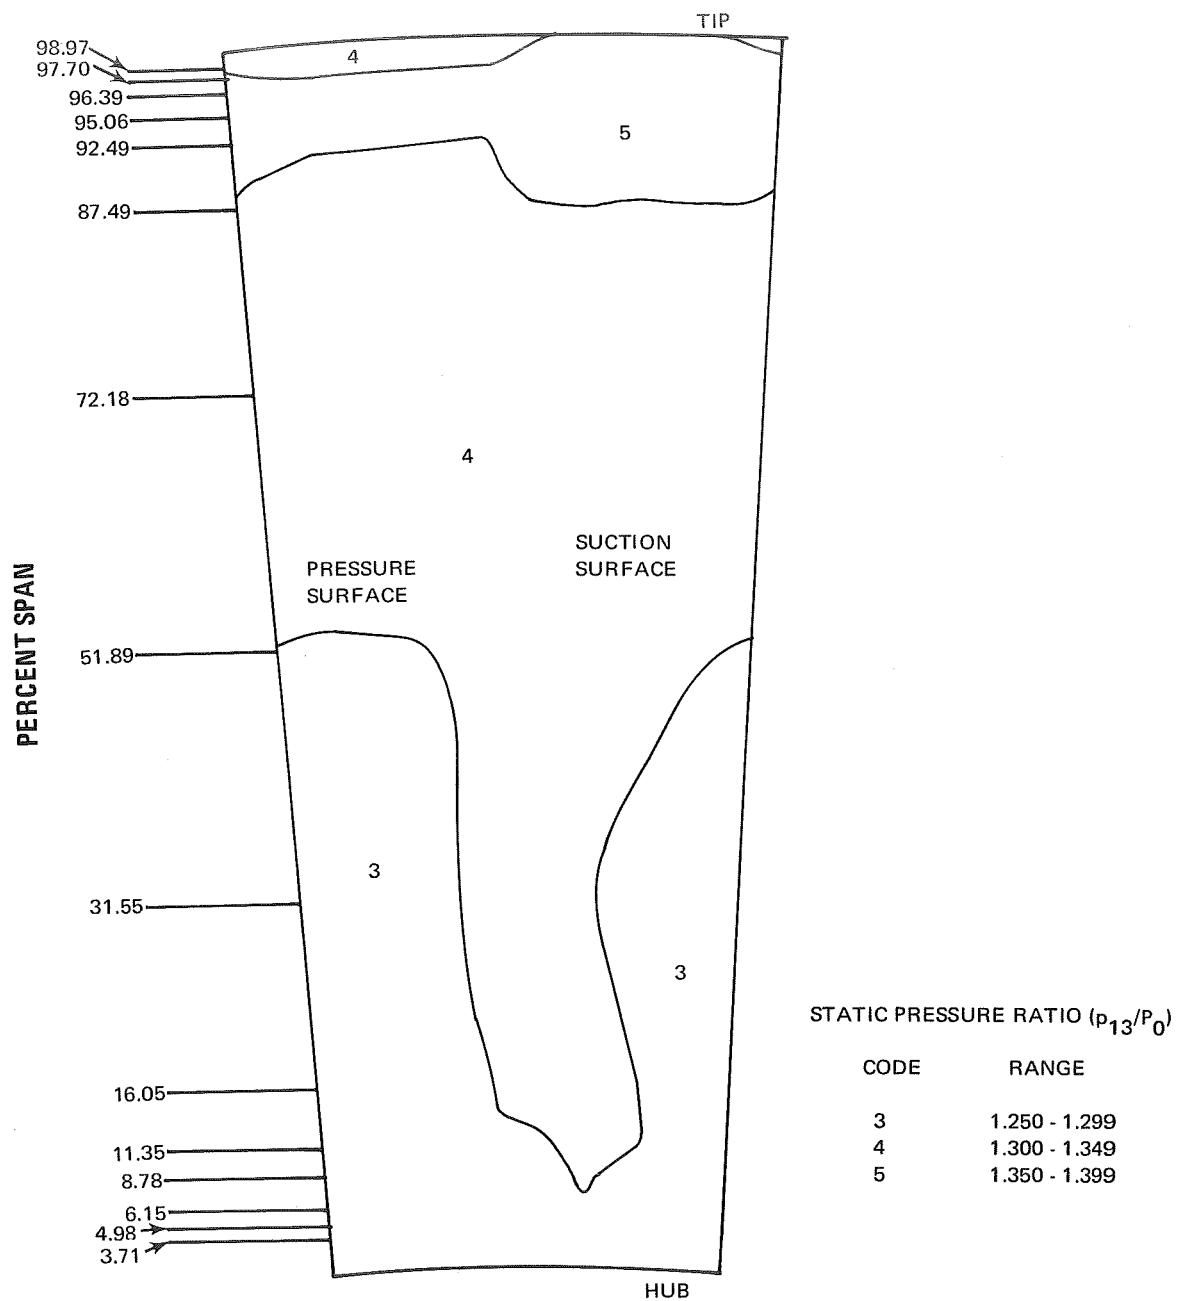 TIP
98.97
4
97.70
96.39
95.06
5
92.49
87.49
72.18
4
SUCTION
SURFACE
PRESSURE
SURFACE
PERCENT SPAN
51.89
3
31.55
3
STATIC PRESSURE RATIO (p13/P0)
CODE RANGE
3 1.250 - 1.299
4 1.300 - 1.349
5 1.350 - 1.399
16.05
11.35
8.78
6.15
4.98
3.71
HUB